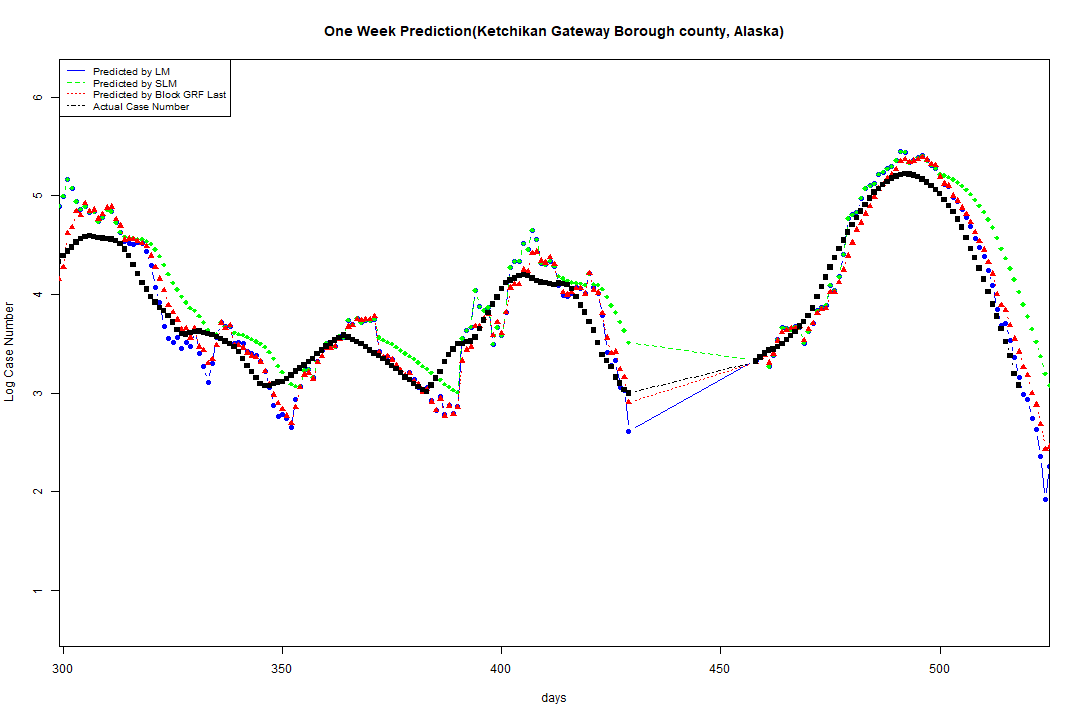 One Week Prediction(Ketchikan Gateway Borough county, Alaska)
Predicted by LM
Predicted by SLM
Predicted by Block GRF Last
Actual Case Number
6
5
4
3
2
1
Log Case Number
300 350 400 450 500
days